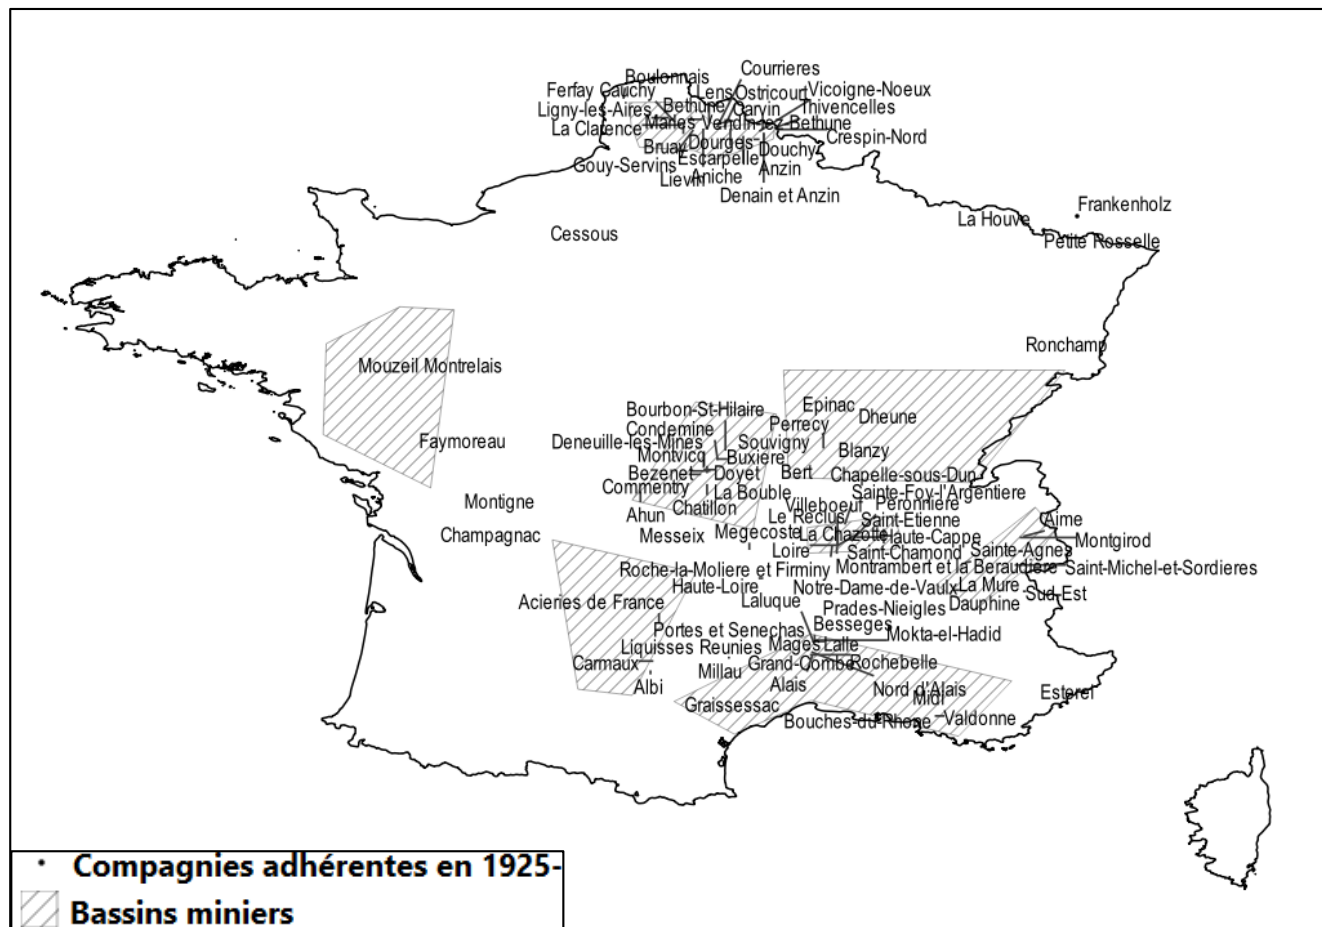 Courrieres
Boulonnais
Ferfay Cauchy
Lens
Ostricourt
Vicoigne-Noeux
Ligny-les-Aires
Bethune
Carvin
Thivencelles
La Clarence
Marles
Vendin-lez-Bethune
Crespin-Nord
Bruay
Dourges
Douchy
Gouy-Servins
Escarpelle
Anzin
Lievin
Aniche
Denain et Anzin
Frankenholz
La Houve
Petite Rosselle
Cessous
Ronchamp
Mouzeil Montrelais
Faymoreau
Epinac
Dheune
Bourbon-St-Hilaire
Perrecy
Condemine
Deneuille-les-Mines
Souvigny
Blanzy
Montvicq
Buxiere
Bezenet
Doyet
Bert
Chapelle-sous-Dun
Commentry
La Bouble
Sainte-Foy-l'Argentiere
Montigne
Chatillon
Villeboeuf
Peronniere
Ahun
Le Reclus
Saint-Etienne
Aime
Champagnac
Messeix
Megecoste
La Chazotte
Haute-Cappe
Montgirod
Loire
Saint-Chamond
Sainte-Agnes
Roche-la-Moliere et Firminy
Montrambert et la Beraudiere
Saint-Michel-et-Sordieres
Haute-Loire
Notre-Dame-de-Vaulx
La Mure
Sud-Est
Acieries de France
Laluque
Prades-Nieigles
Dauphine
Portes et Senechas
Besseges
Mokta-el-Hadid
Liquisses Reunies
Mages
Lalle
Carmaux
Millau
Grand-Combe
Rochebelle
Albi
Alais
Nord d'Alais
Esterel
Graissessac
Midi
Bouches-du-Rhose
Valdonne
Compagnies adhérentes en 1925-
Bassins miniers